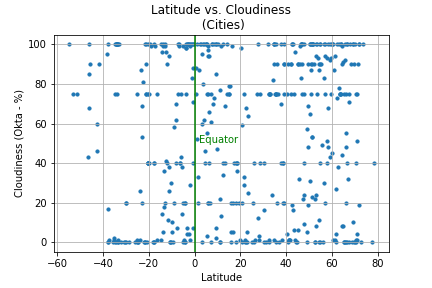 Latitude vs. Cloudiness
(Cities)
100
80
60
40
20
0
Cloudiness (Okta - %)
Equator
−60 −40 −20 0 20 40 60 80
Latitude